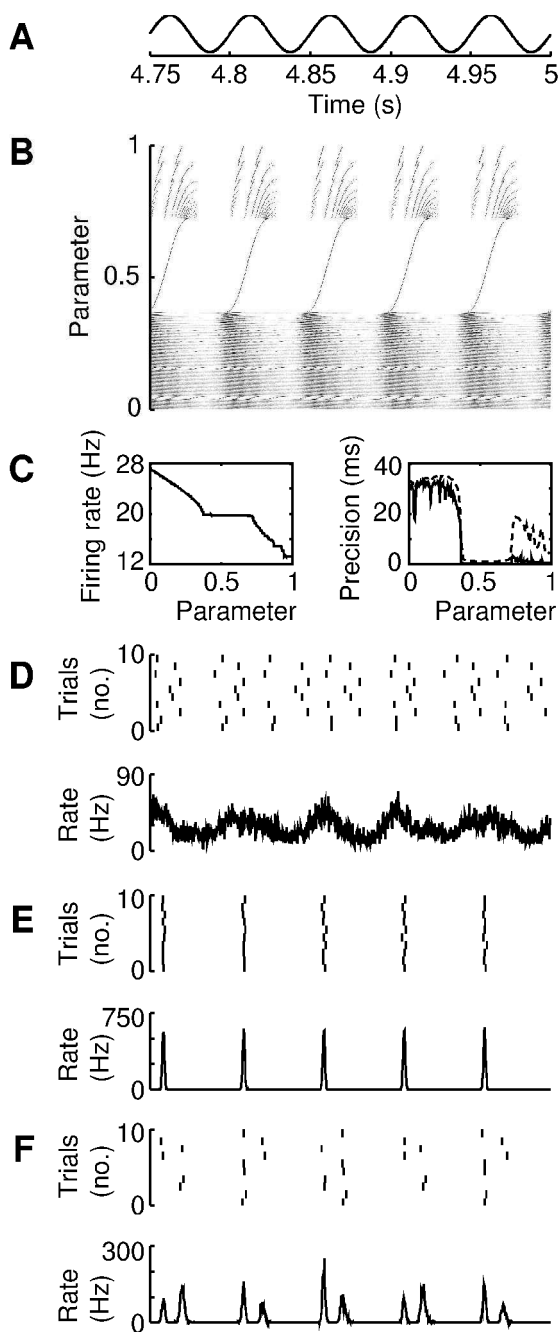 A
4.75 4.8 4.85 4.9 4.95 5
Time (s)
B
1
0.5
0
Parameter
C
Firing rate (Hz)
28
20
12
0 0.5 1
Parameter
Precision (ms)
40
20
0
0 0.5 1
Parameter
D
Trials
(no.)
10
0
Rate
(Hz)
90
0
E
Trials
(no.)
10
0
Rate
(Hz)
750
0
F
Trials
(no.)
10
0
Rate
(Hz)
300
0